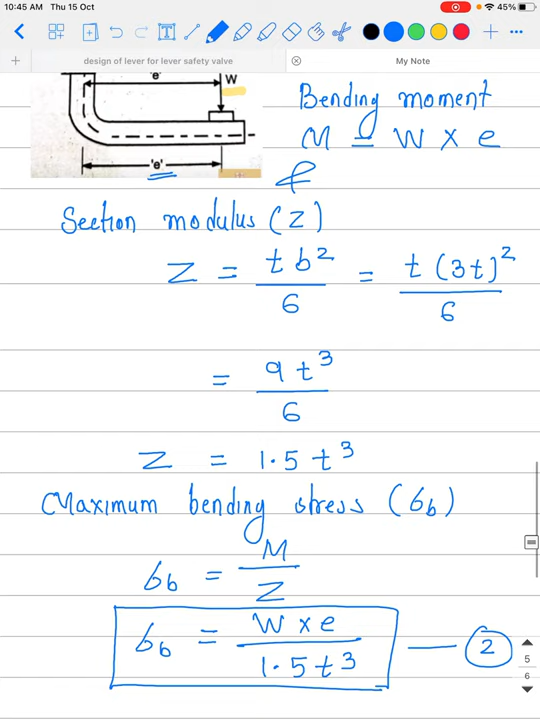 10:45 AM Thu 15 Oct
45%
design of lever for lever safety valve
My Note
'e'
W
Bending moment
M = W x e
'e'
&
Section modulus (Z)
Z = t b² / 6 = t (3t)² / 6
= 9 t³ / 6
Z = 1.5 t³
Maximum bending stress (σb)
σb = M / Z
σb = W x e / 1.5 t³ — 2
5
6